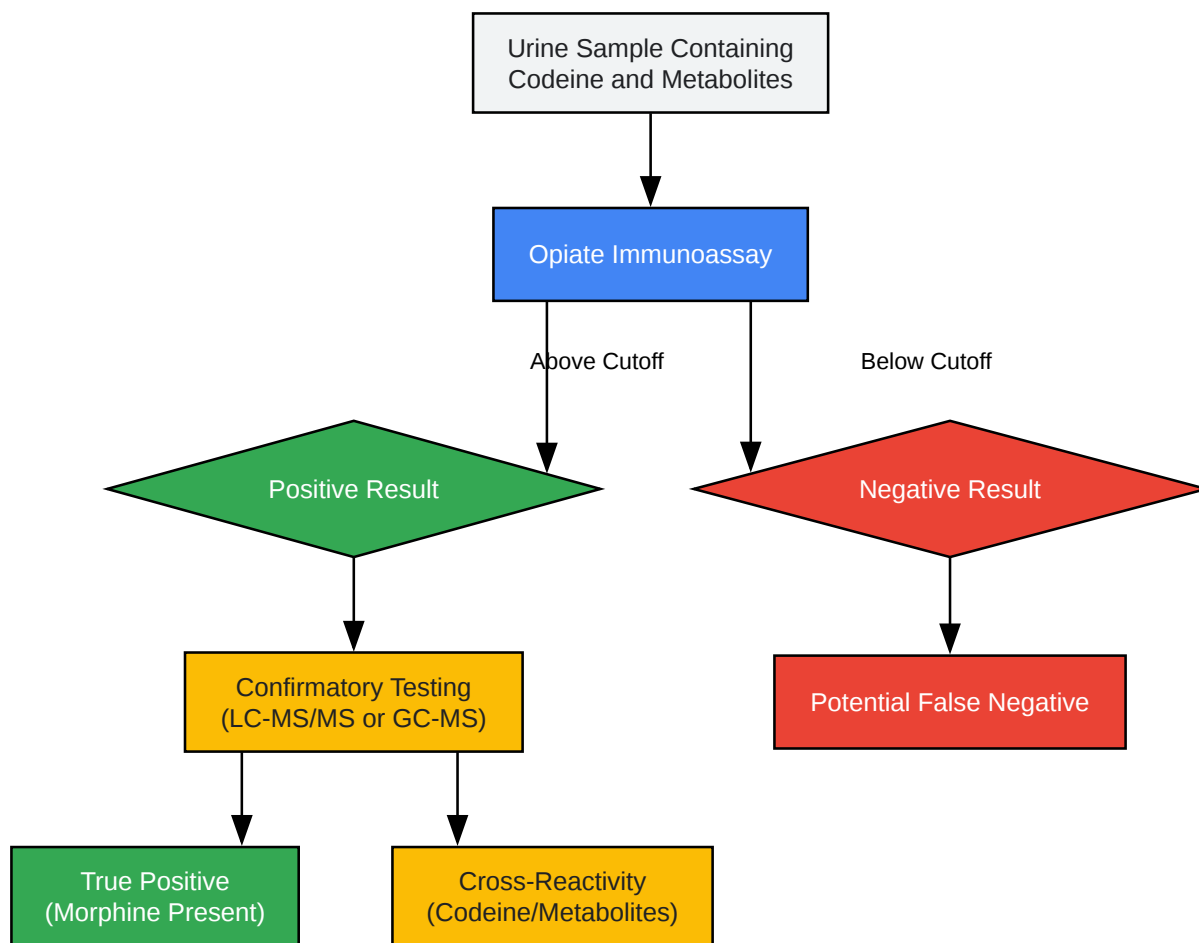 Urine Sample Containing
Codeine and Metabolites
Opiate Immunoassay
Above Cutoff
Below Cutoff
Positive Result
Negative Result
Confirmatory Testing
(LC-MS/MS or GC-MS)
Potential False Negative
True Positive
(Morphine Present)
Cross-Reactivity
(Codeine/Metabolites)